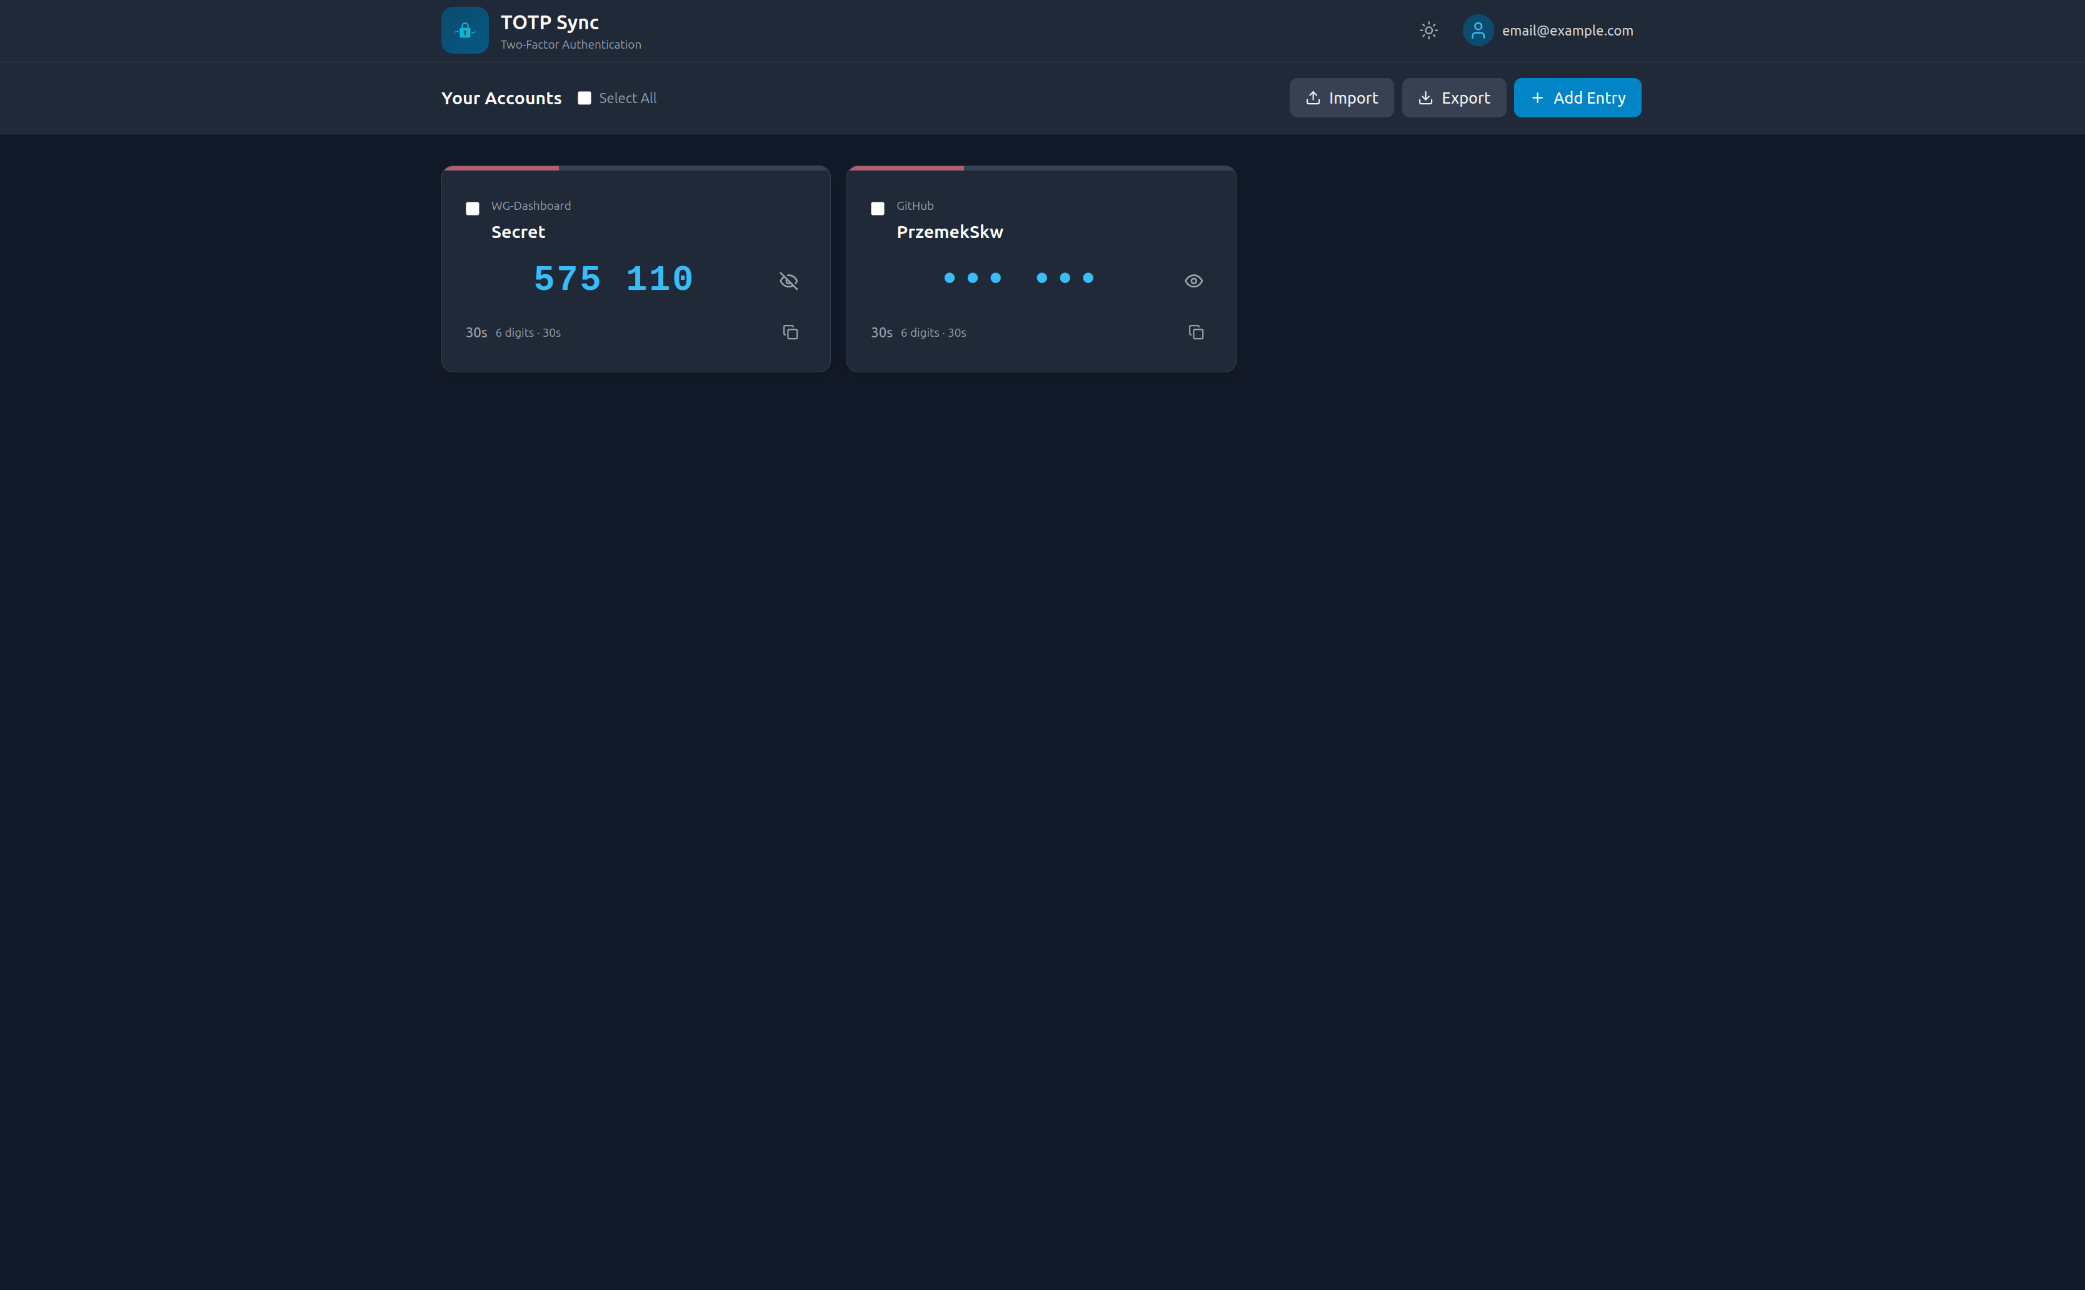 TOTP Sync
Two-Factor Authentication
email@example.com
Your Accounts
Select All
Import
Export
Add Entry
WG-Dashboard
Secret
575 110
30s
6 digits · 30s
GitHub
PrzemekSkw
••• •••
30s
6 digits · 30s